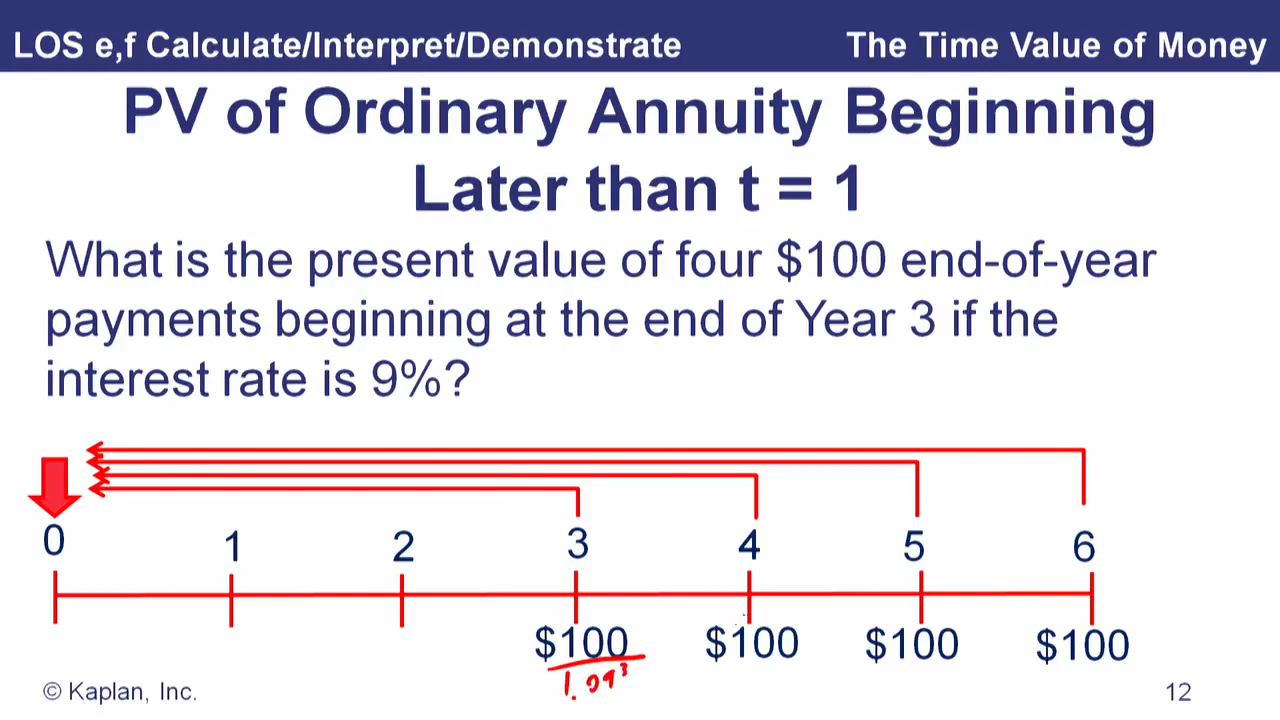 LOS e,f Calculate/Interpret/Demonstrate The Time Value of Money
PV of Ordinary Annuity Beginning
Later than t = 1
What is the present value of four $100 end-of-year
payments beginning at the end of Year 3 if the
interest rate is 9%?
0 1 2 3 4 5 6
$100 $100 $100 $100
1.09³
© Kaplan, Inc. 12